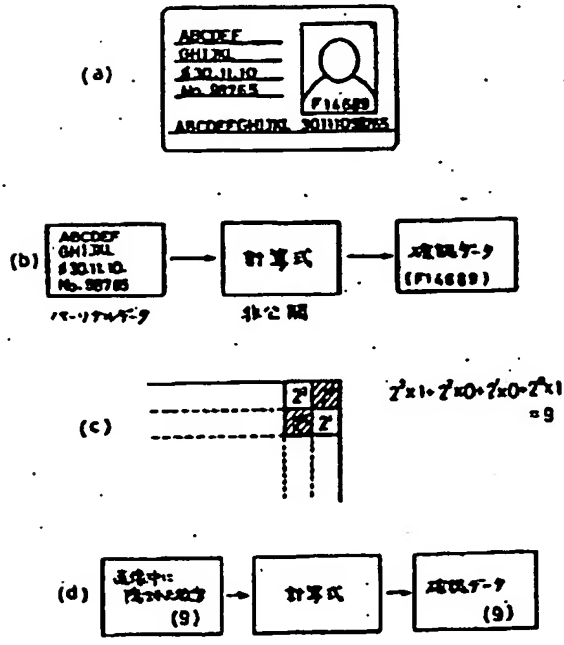 (a)
ABCDEF
GHIJKL
S30.11.10
No. 98765
F14689
ABCDEFGHIJKL 30111098765
(b)
ABCDEF
GHIJKL
S30.11.10.
No. 98765
計算式
確認データ
(F14689)
パーソナルデータ
非公開
(c)
2³
2¹
2³×1+2²×0+2¹×0+2⁰×1
=9
(d)
画像中に
隠された数字
(9)
計算式
確認データ
(9)